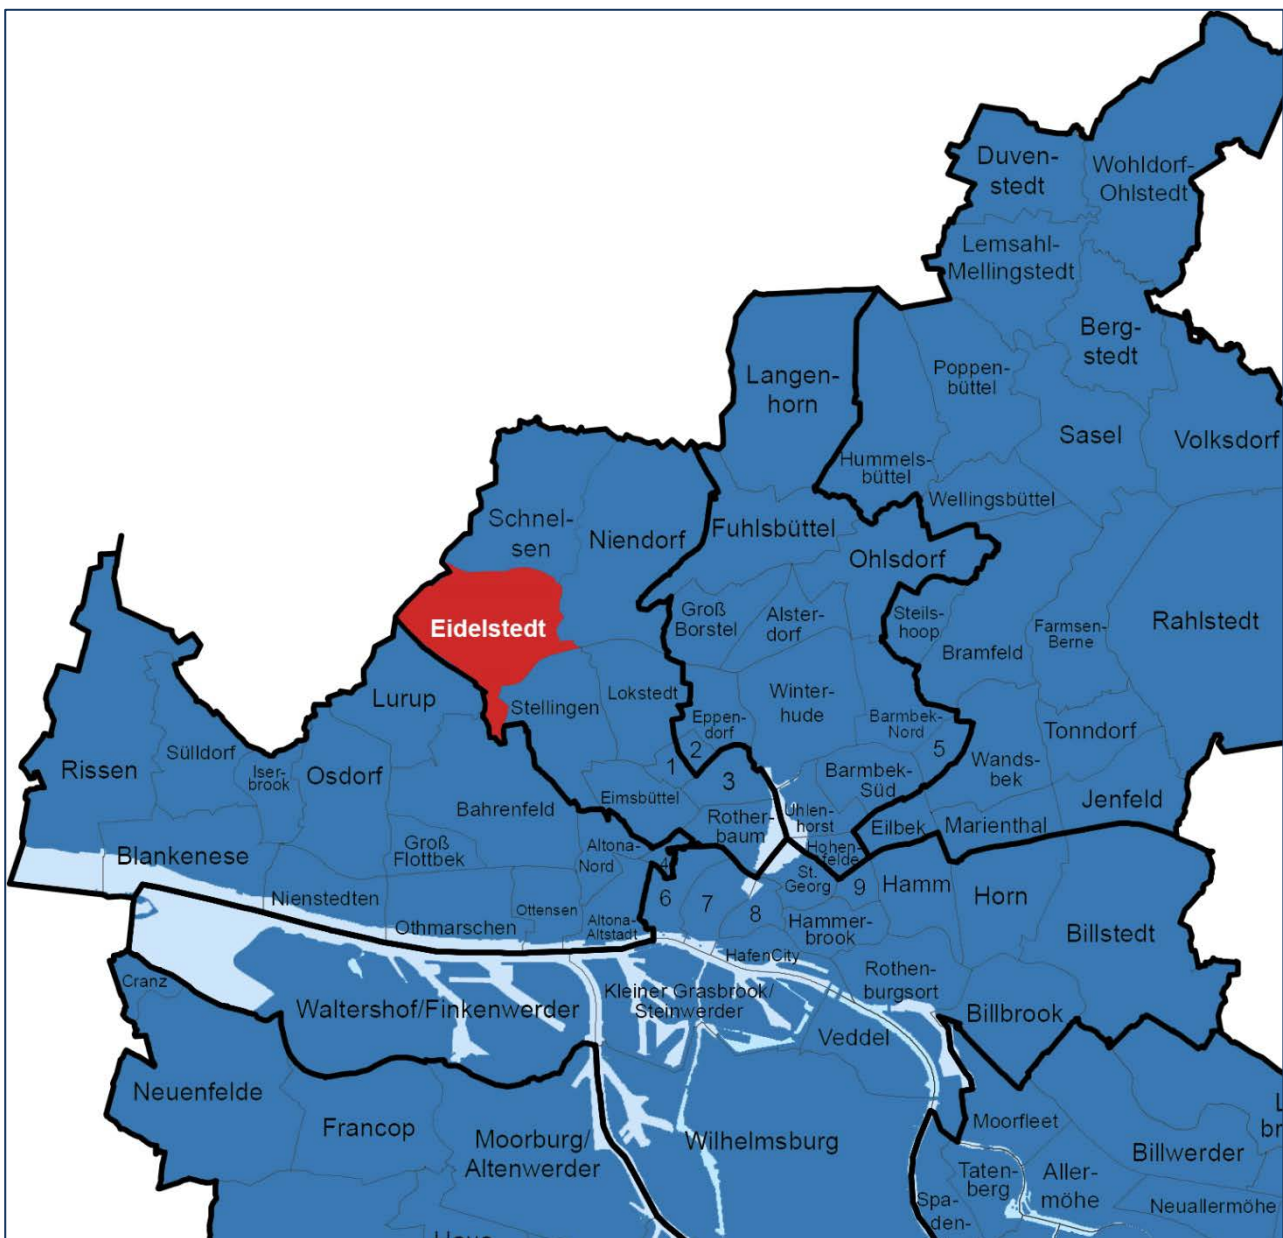 Duven-
stedt
Wohldorf-
Ohlstedt
Lemsahl-
Mellingstedt
Berg-
stedt
Poppen-
büttel
Langen-
horn
Sasel
Volksdorf
Hummels-
büttel
Wellingsbüttel
Schnel-
sen
Niendorf
Fuhlsbüttel
Ohlsdorf
Groß
Borstel
Alster-
dorf
Steils-
hoop
Farmsen-
Berne
Rahlstedt
Bramfeld
Eidelstedt
Lurup
Stellingen
Lokstedt
Winter-
hude
Eppen-
dorf
Barmbek-
Nord
5
Tonndorf
Wands-
bek
Rissen
Sülldorf
Iser-
brook
Osdorf
1
2
3
Barmbek-
Süd
Jenfeld
Bahrenfeld
Eimsbüttel
Rother-
baum
Uhlen-
horst
Eilbek
Marienthal
Blankenese
Groß
Flottbek
Altona-
Nord
4
Hohen-
felde
St.
Georg
9
Hamm
Horn
Nienstedten
Othmarschen
Ottensen
Altona-
Altstadt
6
7
8
Hammer-
brook
Billstedt
HafenCity
Rothen-
burgsort
Cranz
Waltershof/Finkenwerder
Kleiner Grasbrook/
Steinwerder
Veddel
Billbrook
Neuenfelde
Francop
Moorburg/
Altenwerder
Wilhelmsburg
Moorfleet
Billwerder
L
br
Taten-
berg
Aller-
möhe
Neuallermöhe
Spa-
den-